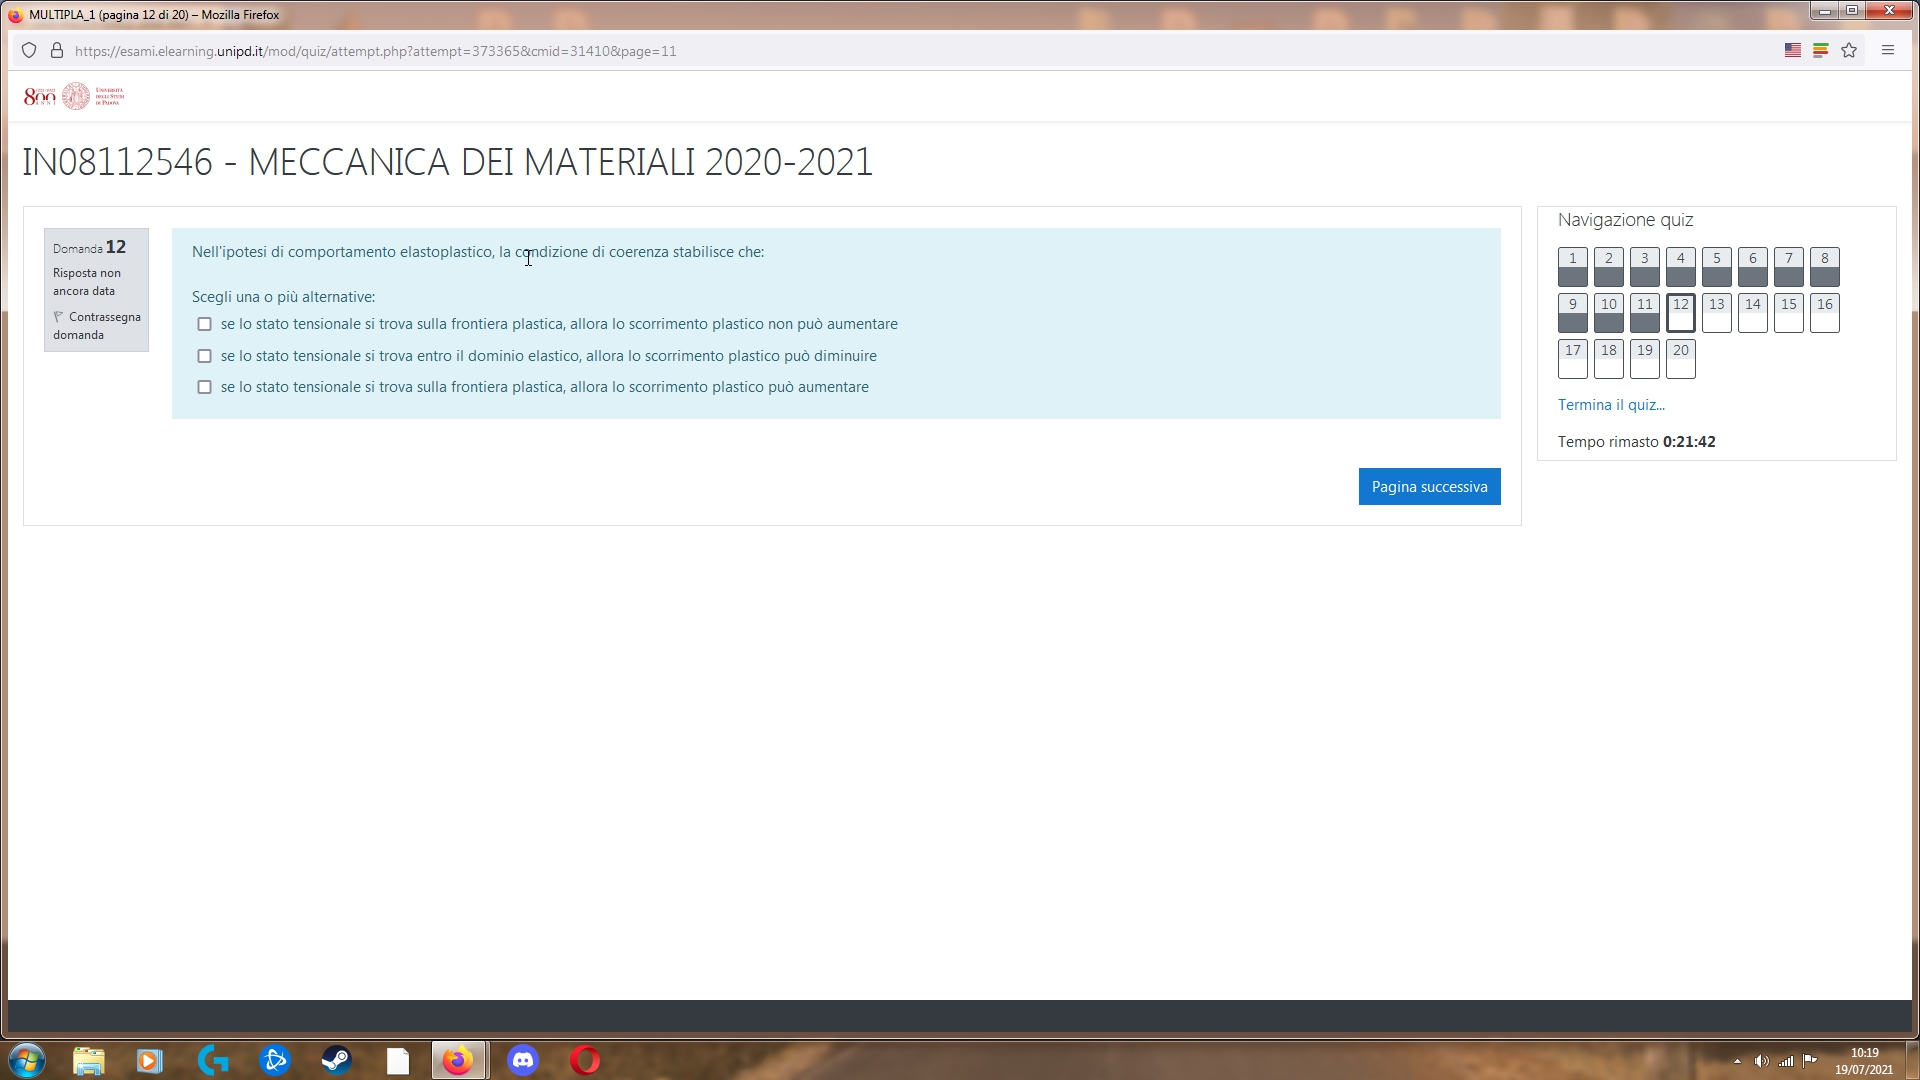 MULTIPLA_1 (pagina 12 di 20) – Mozilla Firefox
https://esami.elearning.unipd.it/mod/quiz/attempt.php?attempt=373365&cmid=31410&page=11
800 ANNI
UNIVERSITÀ DEGLI STUDI DI PADOVA
IN08112546 - MECCANICA DEI MATERIALI 2020-2021
Domanda 12
Risposta non ancora data
Contrassegna domanda
Nell'ipotesi di comportamento elastoplastico, la condizione di coerenza stabilisce che:
Scegli una o più alternative:
se lo stato tensionale si trova sulla frontiera plastica, allora lo scorrimento plastico non può aumentare
se lo stato tensionale si trova entro il dominio elastico, allora lo scorrimento plastico può diminuire
se lo stato tensionale si trova sulla frontiera plastica, allora lo scorrimento plastico può aumentare
Pagina successiva
Navigazione quiz
1 2 3 4 5 6 7 8
9 10 11 12 13 14 15 16
17 18 19 20
Termina il quiz...
Tempo rimasto 0:21:42
10:19
19/07/2021